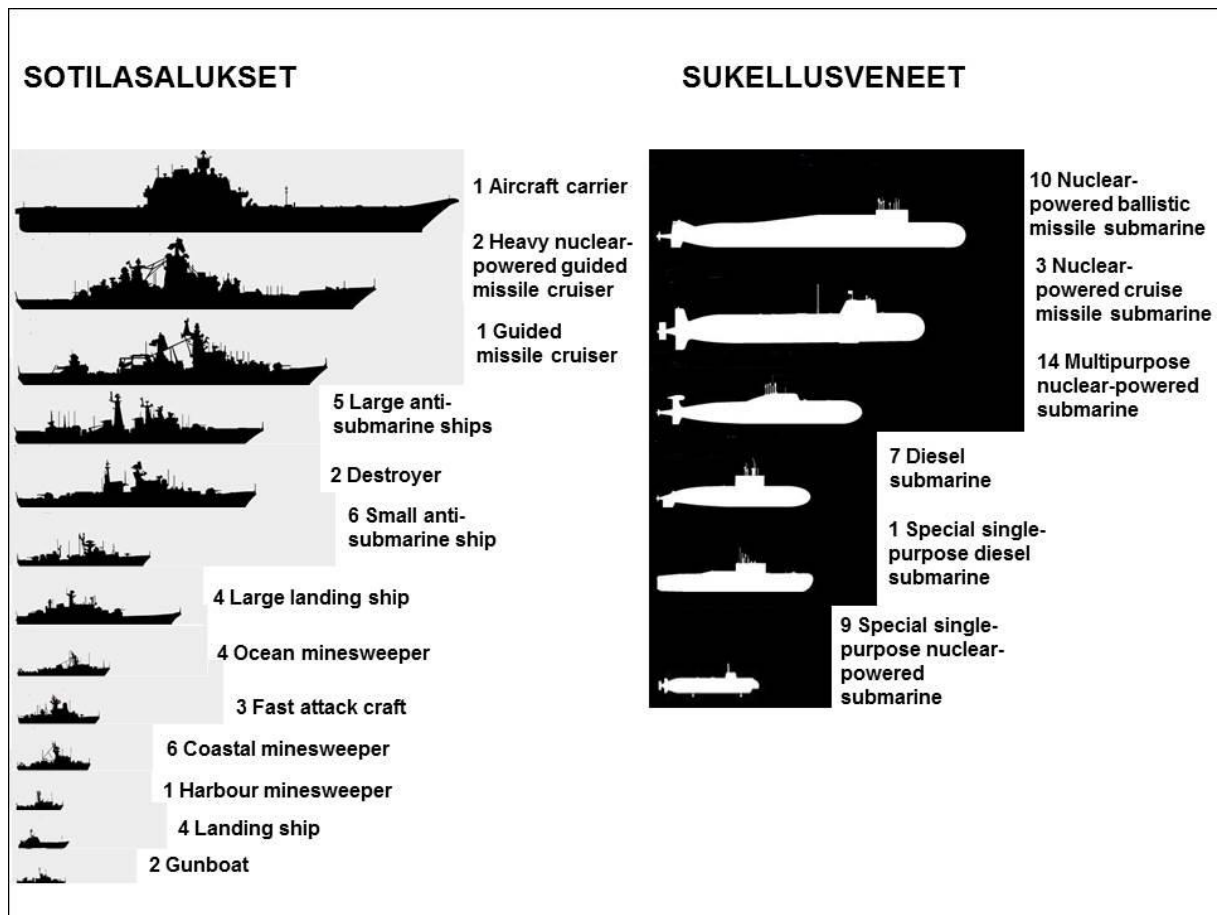 SOTILASALUKSET
1 Aircraft carrier
2 Heavy nuclear-
powered guided
missile cruiser
1 Guided
missile cruiser
5 Large anti-
submarine ships
2 Destroyer
6 Small anti-
submarine ship
4 Large landing ship
4 Ocean minesweeper
3 Fast attack craft
6 Coastal minesweeper
1 Harbour minesweeper
4 Landing ship
2 Gunboat
SUKELLUSVENEET
10 Nuclear-
powered ballistic
missile submarine
3 Nuclear-
powered cruise
missile submarine
14 Multipurpose
nuclear-powered
submarine
7 Diesel
submarine
1 Special single-
purpose diesel
submarine
9 Special single-
purpose nuclear-
powered
submarine